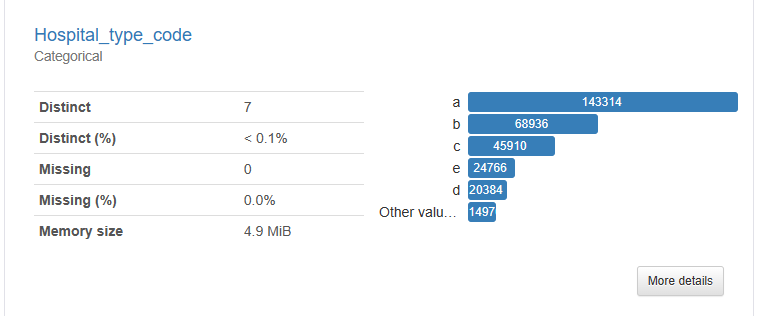 Hospital_type_code
Categorical
Distinct 7
Distinct (%) < 0.1%
Missing 0
Missing (%) 0.0%
Memory size 4.9 MiB
a 143314
b 68936
c 45910
e 24766
d 20384
Other valu…
More details